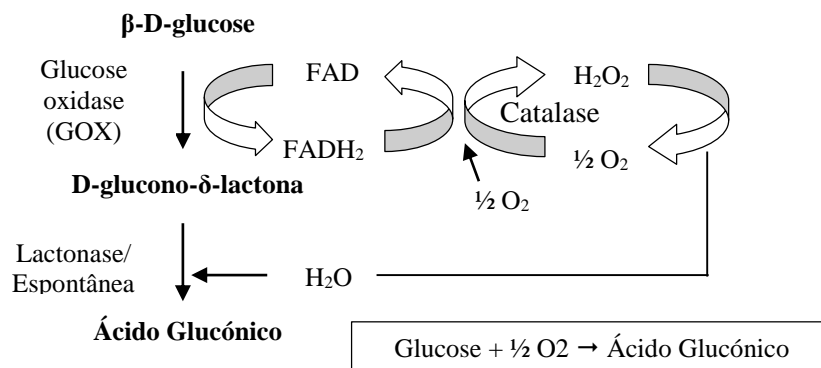 β-D-glucose
Glucose
oxidase
(GOX)
FAD
FADH₂
H₂O₂
Catalase
½ O₂
½ O₂
D-glucono-δ-lactona
Lactonase/
Espontânea
H₂O
Ácido Glucónico
Glucose + ½ O2 → Ácido Glucónico